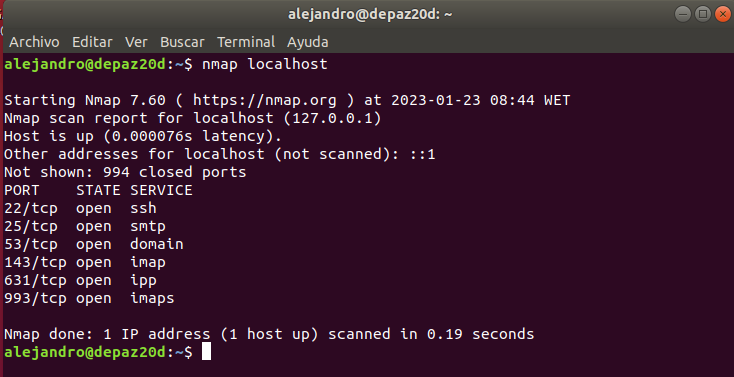 alejandro@depaz20d: ~
Archivo Editar Ver Buscar Terminal Ayuda
alejandro@depaz20d:~$ nmap localhost
Starting Nmap 7.60 ( https://nmap.org ) at 2023-01-23 08:44 WET
Nmap scan report for localhost (127.0.0.1)
Host is up (0.000076s latency).
Other addresses for localhost (not scanned): ::1
Not shown: 994 closed ports
PORT    STATE SERVICE
22/tcp  open  ssh
25/tcp  open  smtp
53/tcp  open  domain
143/tcp open  imap
631/tcp open  ipp
993/tcp open  imaps
Nmap done: 1 IP address (1 host up) scanned in 0.19 seconds
alejandro@depaz20d:~$